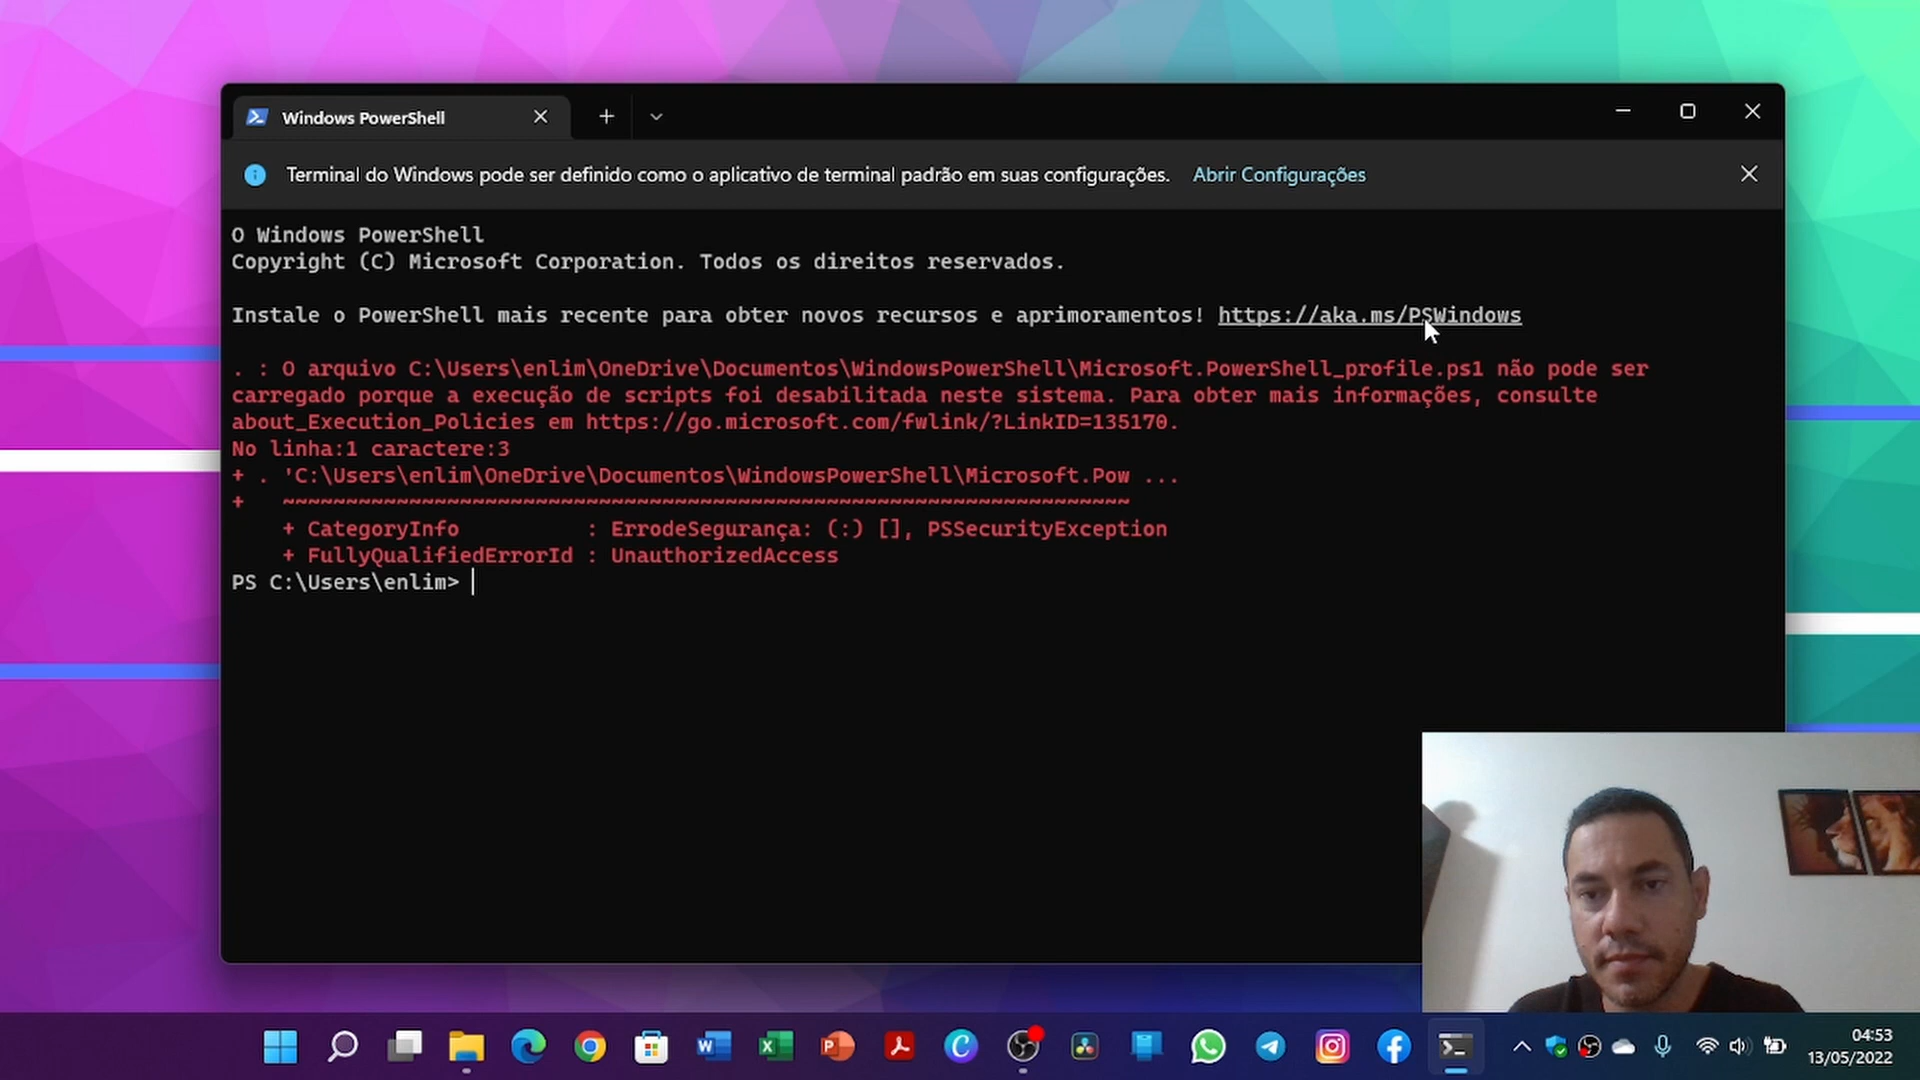 Windows PowerShell
Terminal do Windows pode ser definido como o aplicativo de terminal padrão em suas configurações. Abrir Configurações
O Windows PowerShell
Copyright (C) Microsoft Corporation. Todos os direitos reservados.
Instale o PowerShell mais recente para obter novos recursos e aprimoramentos! https://aka.ms/PSWindows
. : O arquivo C:\Users\enlim\OneDrive\Documentos\WindowsPowerShell\Microsoft.PowerShell_profile.ps1 não pode ser
carregado porque a execução de scripts foi desabilitada neste sistema. Para obter mais informações, consulte
about_Execution_Policies em https://go.microsoft.com/fwlink/?LinkID=135170.
No linha:1 caractere:3
+ . 'C:\Users\enlim\OneDrive\Documentos\WindowsPowerShell\Microsoft.Pow ...
+   ~~~~~~~~~~~~~~~~~~~~~~~~~~~~~~~~~~~~~~~~~~~~~~~~~~~~~~~~~~~~~~~~~~~
    + CategoryInfo          : ErrodeSegurança: (:) [], PSSecurityException
    + FullyQualifiedErrorId : UnauthorizedAccess
PS C:\Users\enlim>
04:53
13/05/2022